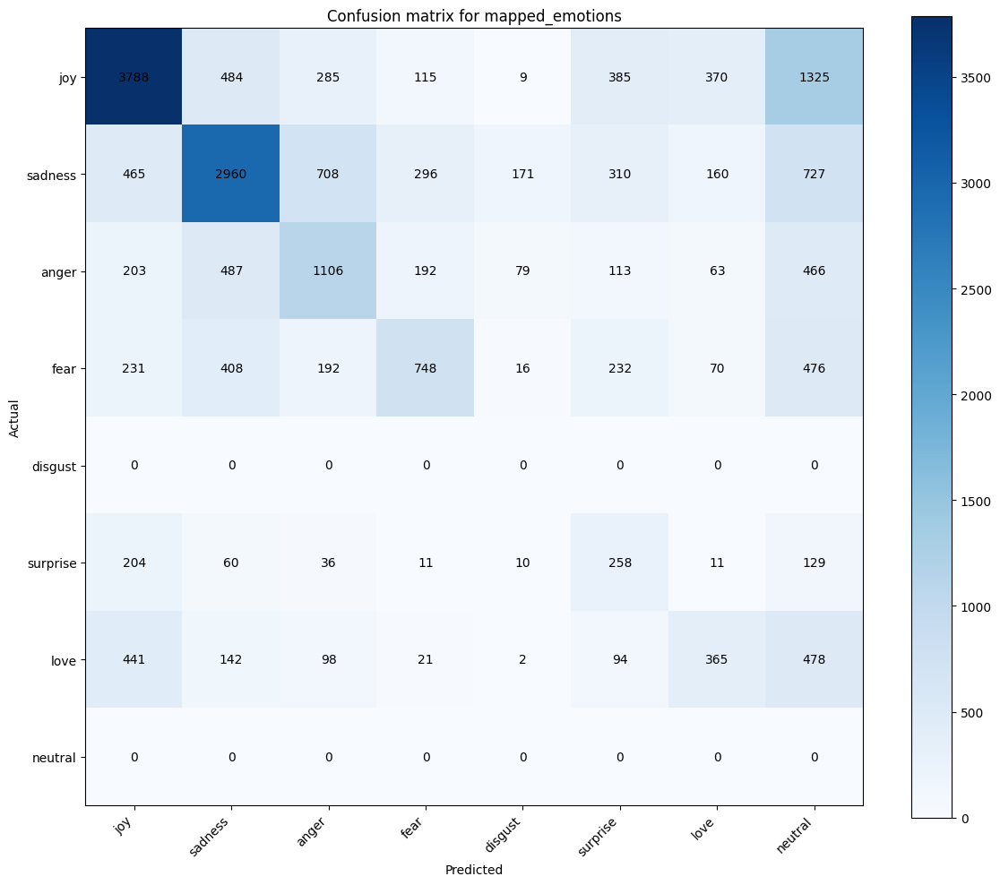 Confusion matrix for mapped_emotions
joy 3788 484 285 115 9 385 370 1325
sadness 465 2960 708 296 171 310 160 727
anger 203 487 1106 192 79 113 63 466
fear 231 408 192 748 16 232 70 476
Actual
disgust 0 0 0 0 0 0 0 0
surprise 204 60 36 11 10 258 11 129
love 441 142 98 21 2 94 365 478
neutral 0 0 0 0 0 0 0 0
joy sadness anger fear disgust surprise love neutral
Predicted
3500
3000
2500
2000
1500
1000
500
0